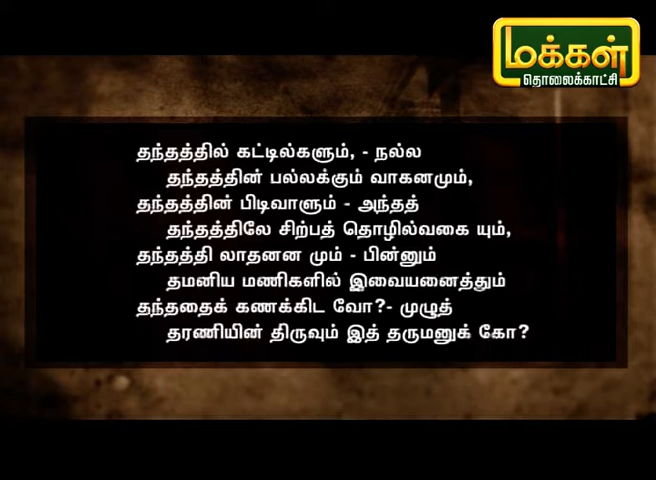 மக்கள்
தொலைக்காட்சி
தந்தத்தில் கட்டில்களும், - நல்ல
தந்தத்தின் பல்லக்கும் வாகனமும்,
தந்தத்தின் பிடிவாளும் - அந்தத்
தந்தத்திலே சிற்பத் தொழில்வகை யும்,
தந்தத்தி லாதனன மும் - பின்னும்
தமனிய மணிகளில் இவையனைத்தும்
தந்ததைக் கணக்கிட வோ?- முழுத்
தரணியின் திருவும் இத் தருமனுக் கோ?